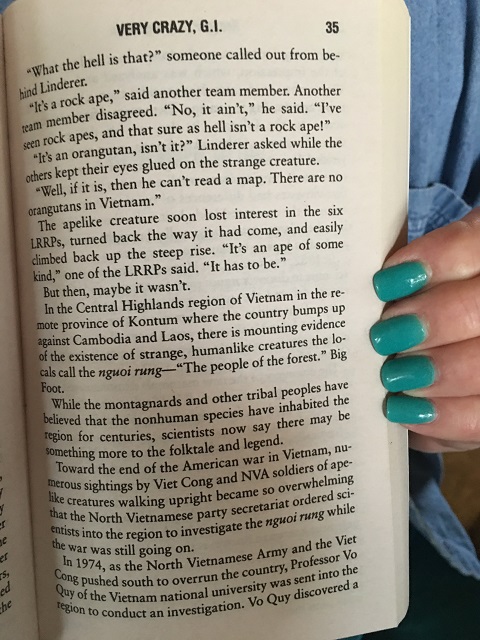 VERY CRAZY, G.I. 35
"What the hell is that?" someone called out from be-
hind Linderer.
"It's a rock ape," said another team member. Another
team member disagreed. "No, it ain't," he said. "I've
seen rock apes, and that sure as hell isn't a rock ape!"
"It's an orangutan, isn't it?" Linderer asked while the
others kept their eyes glued on the strange creature.
"Well, if it is, then he can't read a map. There are no
orangutans in Vietnam."
The apelike creature soon lost interest in the six
LRRPs, turned back the way it had come, and easily
climbed back up the steep rise. "It's an ape of some
kind," one of the LRRPs said. "It has to be."
But then, maybe it wasn't.
In the Central Highlands region of Vietnam in the re-
mote province of Kontum where the country bumps up
against Cambodia and Laos, there is mounting evidence
of the existence of strange, humanlike creatures the lo-
cals call the nguoi rung—"The people of the forest." Big
Foot.
While the montagnards and other tribal peoples have
believed that the nonhuman species have inhabited the
region for centuries, scientists now say there may be
something more to the folktale and legend.
Toward the end of the American war in Vietnam, nu-
merous sightings by Viet Cong and NVA soldiers of ape-
like creatures walking upright became so overwhelming
that the North Vietnamese party secretariat ordered sci-
entists into the region to investigate the nguoi rung while
the war was still going on.
In 1974, as the North Vietnamese Army and the Viet
Cong pushed south to overrun the country, Professor Vo
Quy of the Vietnam national university was sent into the
region to conduct an investigation. Vo Quy discovered a